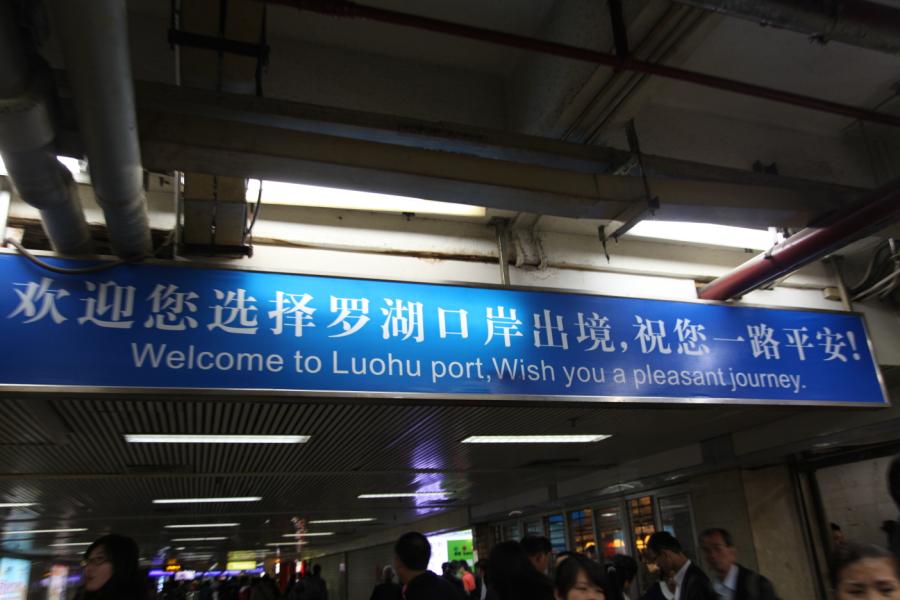 欢迎您选择罗湖口岸出境,祝您一路平安!
Welcome to Luohu port,Wish you a pleasant journey.